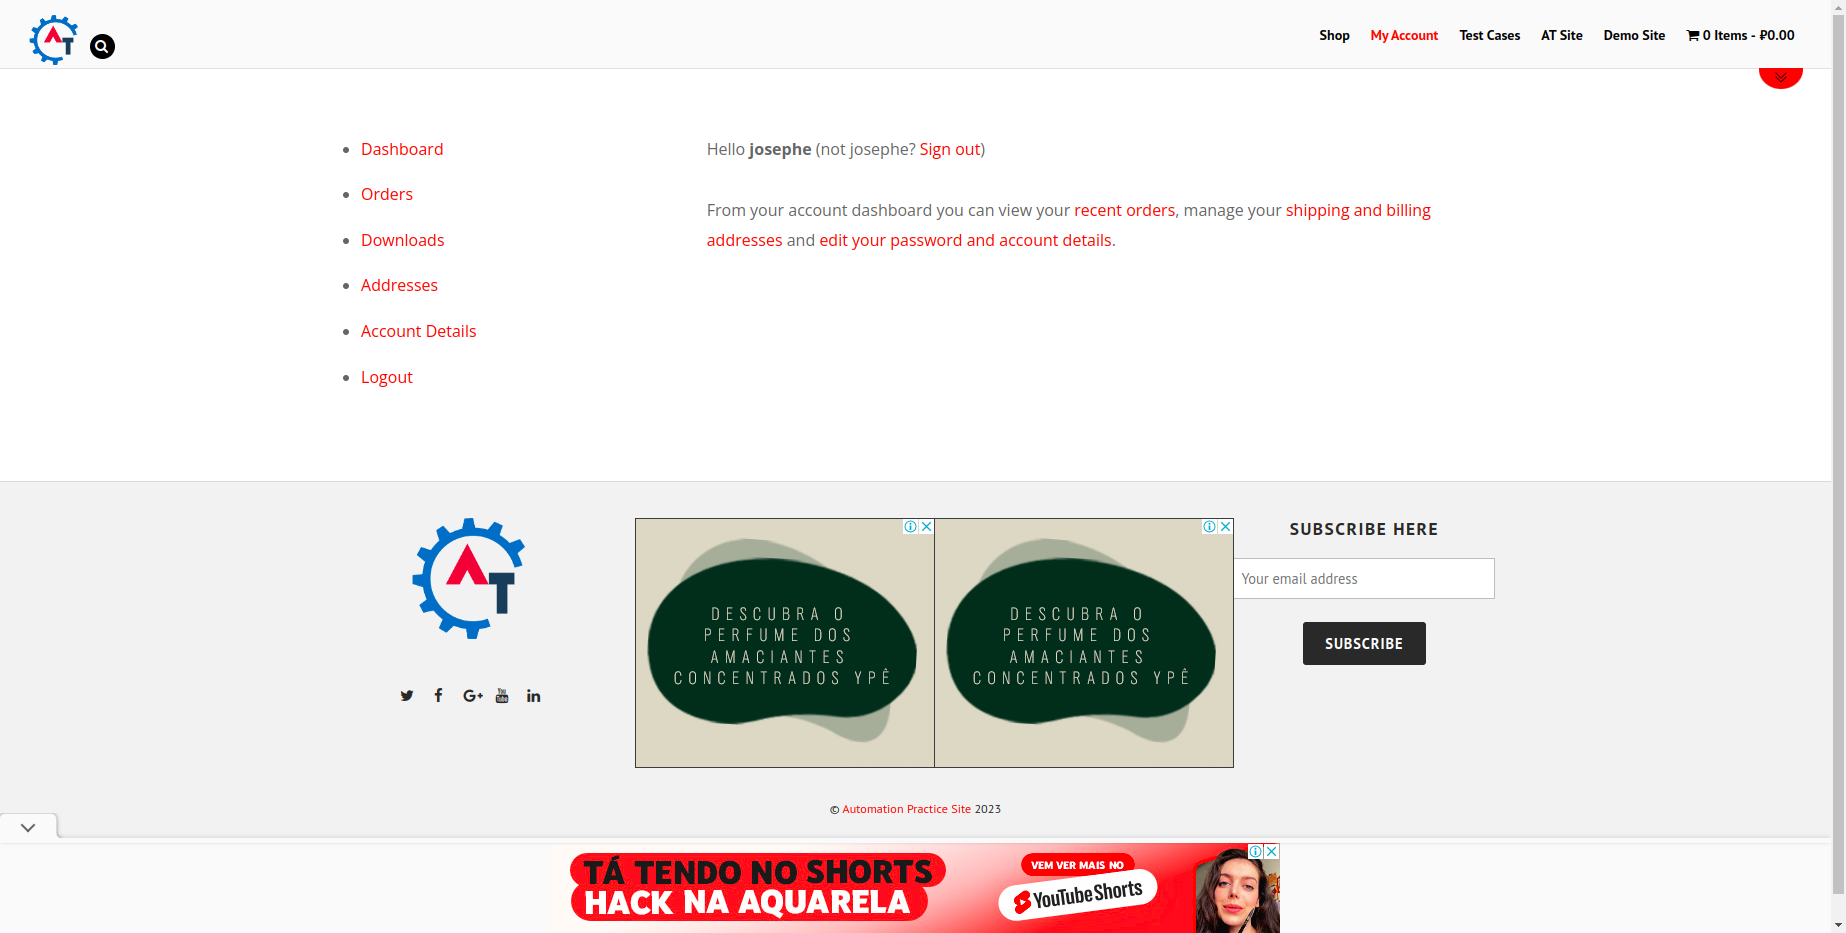 Shop
My Account
Test Cases
AT Site
Demo Site
0 Items - ₽0.00
AT
Dashboard
Orders
Downloads
Addresses
Account Details
Logout
Hello josephe (not josephe? Sign out)
From your account dashboard you can view your recent orders, manage your shipping and billing
addresses and edit your password and account details.
AT
DESCUBRA O
PERFUME DOS
AMACIANTES
CONCENTRADOS YPÊ
DESCUBRA O
PERFUME DOS
AMACIANTES
CONCENTRADOS YPÊ
SUBSCRIBE HERE
Your email address
SUBSCRIBE
© Automation Practice Site 2023
TÁ TENDO NO SHORTS
HACK NA AQUARELA
VEM VER MAIS NO
YouTube Shorts